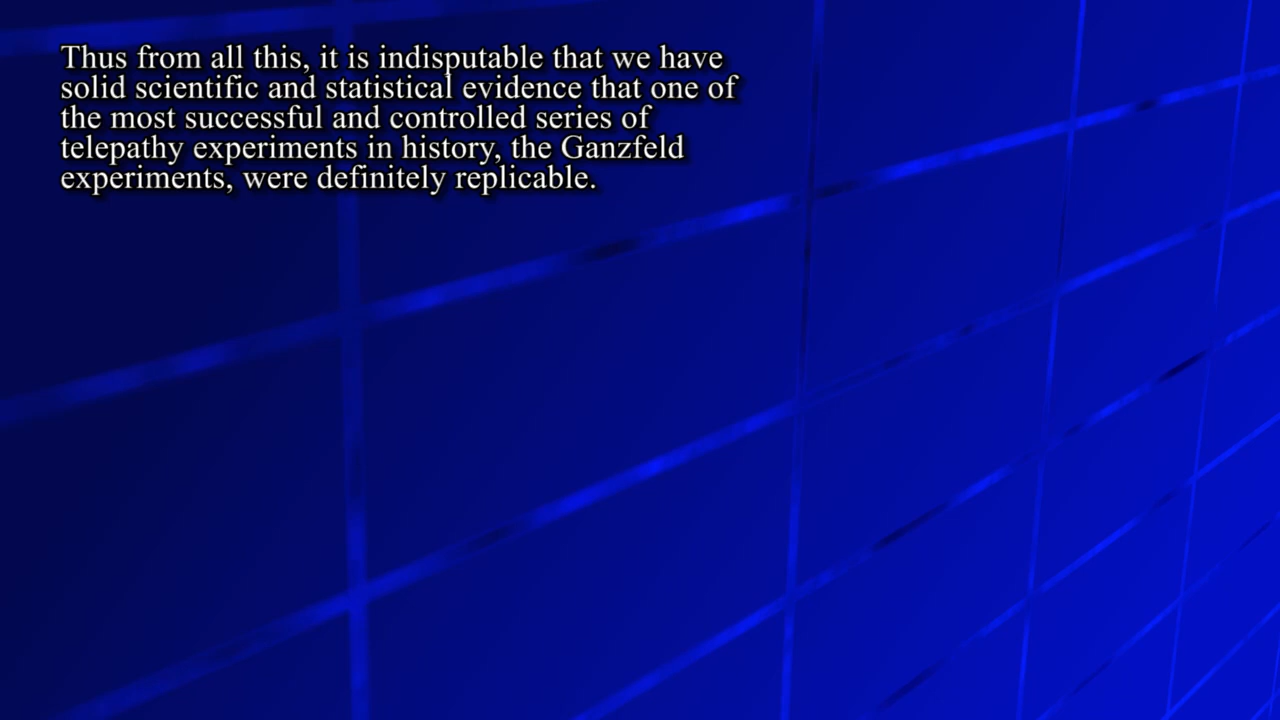 Thus from all this, it is indisputable that we have
solid scientific and statistical evidence that one of
the most successful and controlled series of
telepathy experiments in history, the Ganzfeld
experiments, were definitely replicable.